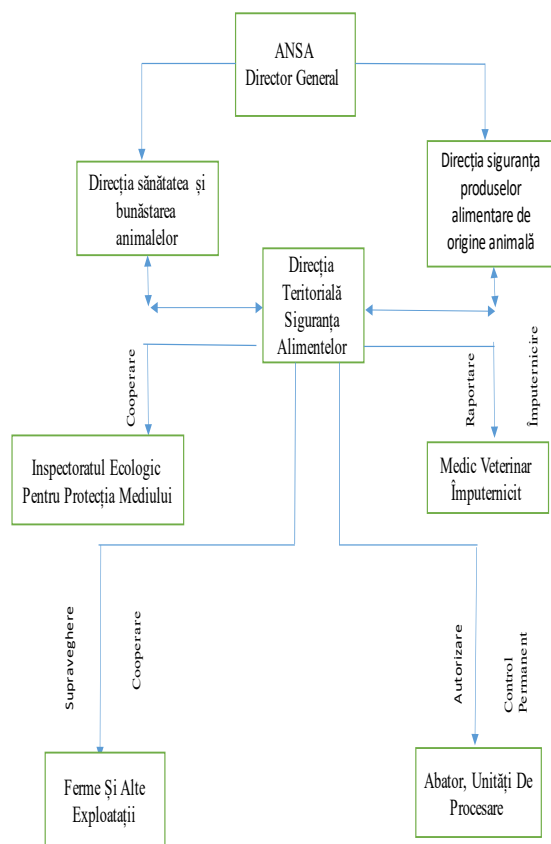 ANSA
Director General
Direcția sănătatea și
bunăstarea
animalelor
Direcția siguranța
produselor
alimentare de
origine animală
Direcția
Teritorială
Siguranța
Alimentelor
Cooperare
Raportare
Împuternicire
Inspectoratul Ecologic
Pentru Protecția Mediului
Medic Veterinar
Împuternicit
Supraveghere
Cooperare
Autorizare
Control
Permanent
Ferme Și Alte
Exploatații
Abator, Unități De
Procesare